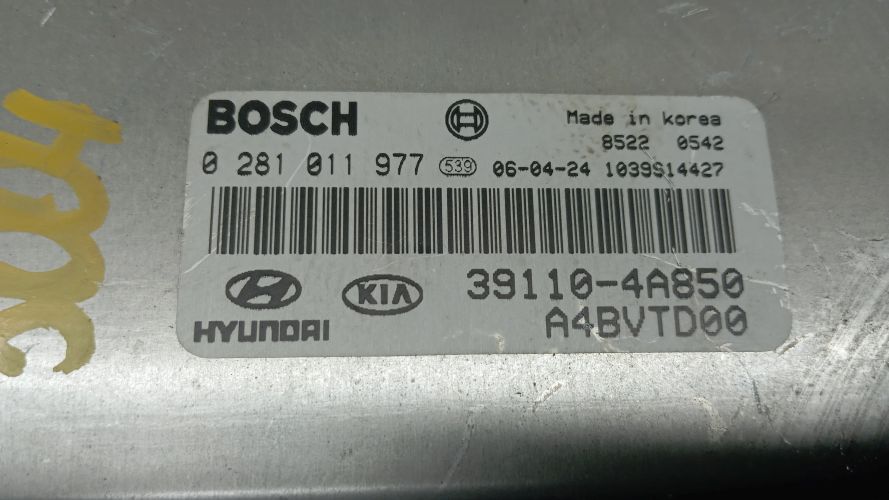 BOSCH
Made in korea
8522 0542
0 281 011 977 539 06-04-24 1039S14427
HYUNDAI
KIA
39110-4A850
A4BVTD00